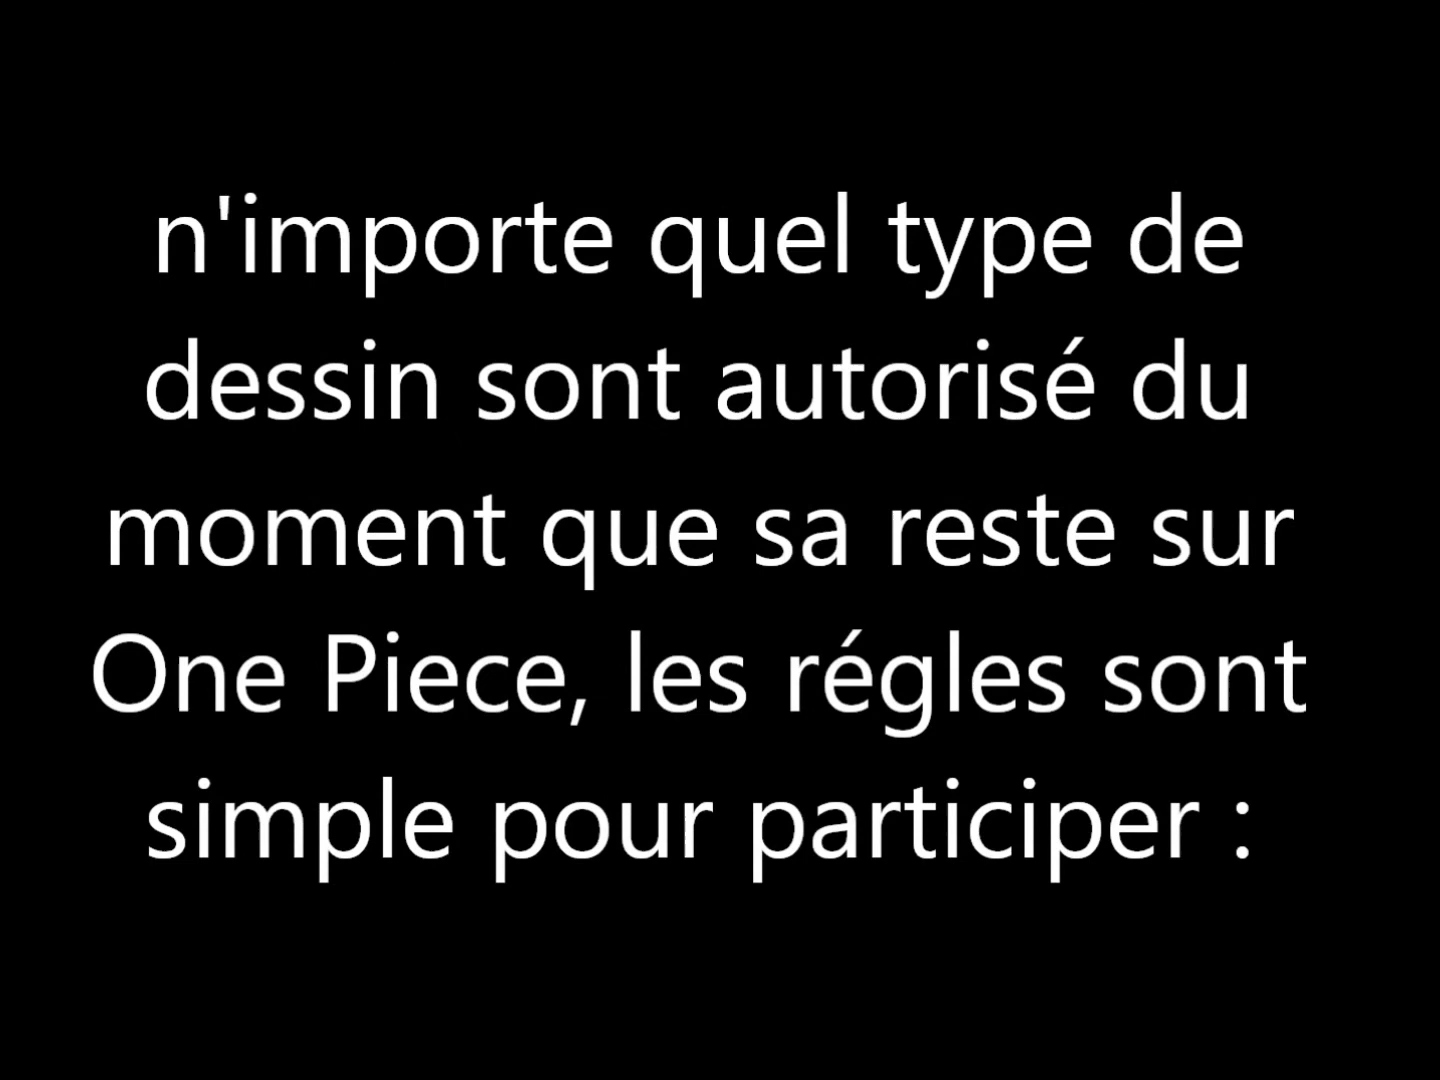 n'importe quel type de
dessin sont autorisé du
moment que sa reste sur
One Piece, les régles sont
simple pour participer :